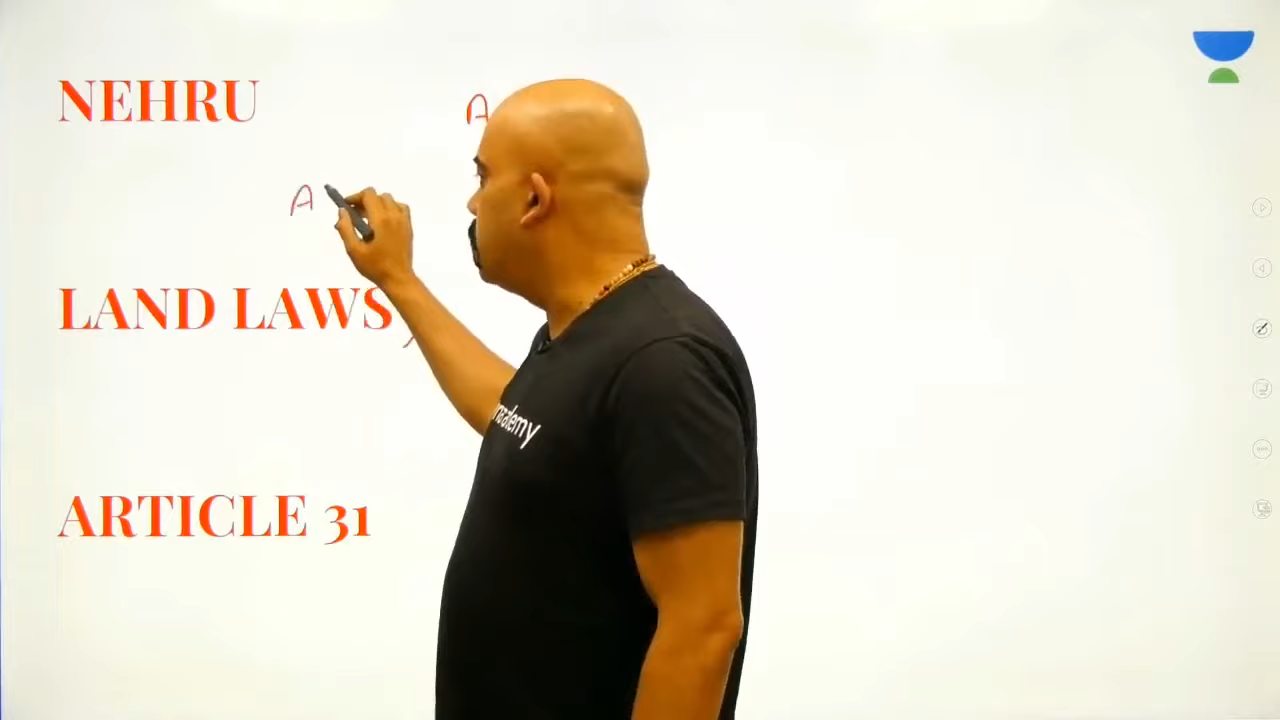 NEHRU
A
A
LAND LAWS
ARTICLE 31